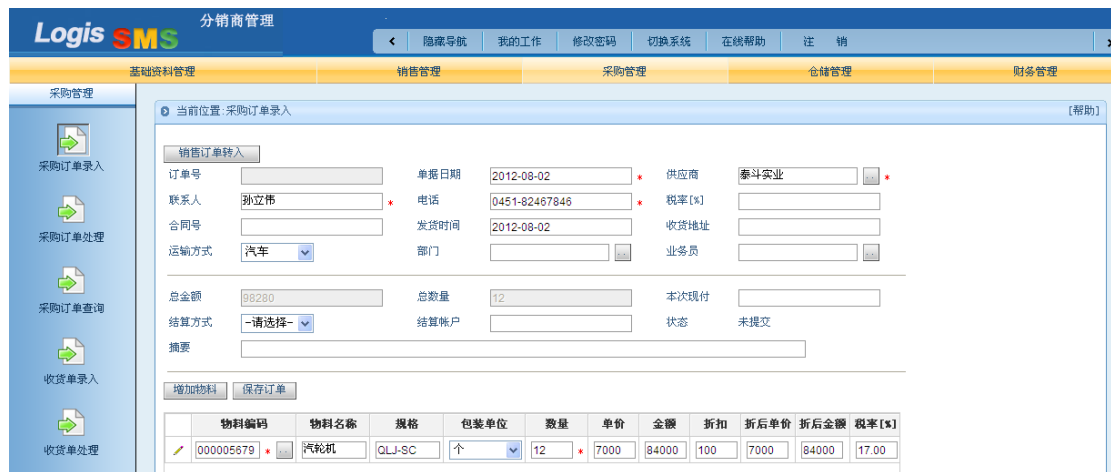 Logis SMS 分销商管理
隐藏导航 我的工作 修改密码 切换系统 在线帮助 注 销
基础资料管理 销售管理 采购管理 仓储管理 财务管理
采购管理
当前位置:采购订单录入 [帮助]
采购订单录入
采购订单处理
采购订单查询
收货单录入
收货单处理
销售订单转入
订单号 单据日期 2012-08-02 * 供应商 泰斗实业 .. *
联系人 孙立伟 * 电话 0451-82467846 * 税率[%]
合同号 发货时间 2012-08-02 收货地址
运输方式 汽车 部门 .. 业务员 ..
总金额 98280 总数量 12 本次现付
结算方式 -请选择- 结算帐户 状态 未提交
摘要
增加物料 保存订单
物料编码 物料名称 规格 包装单位 数量 单价 金额 折扣 折后单价 折后金额 税率[%]
000005679 * .. 汽轮机 QLJ-SC 个 12 * 7000 84000 100 7000 84000 17.00